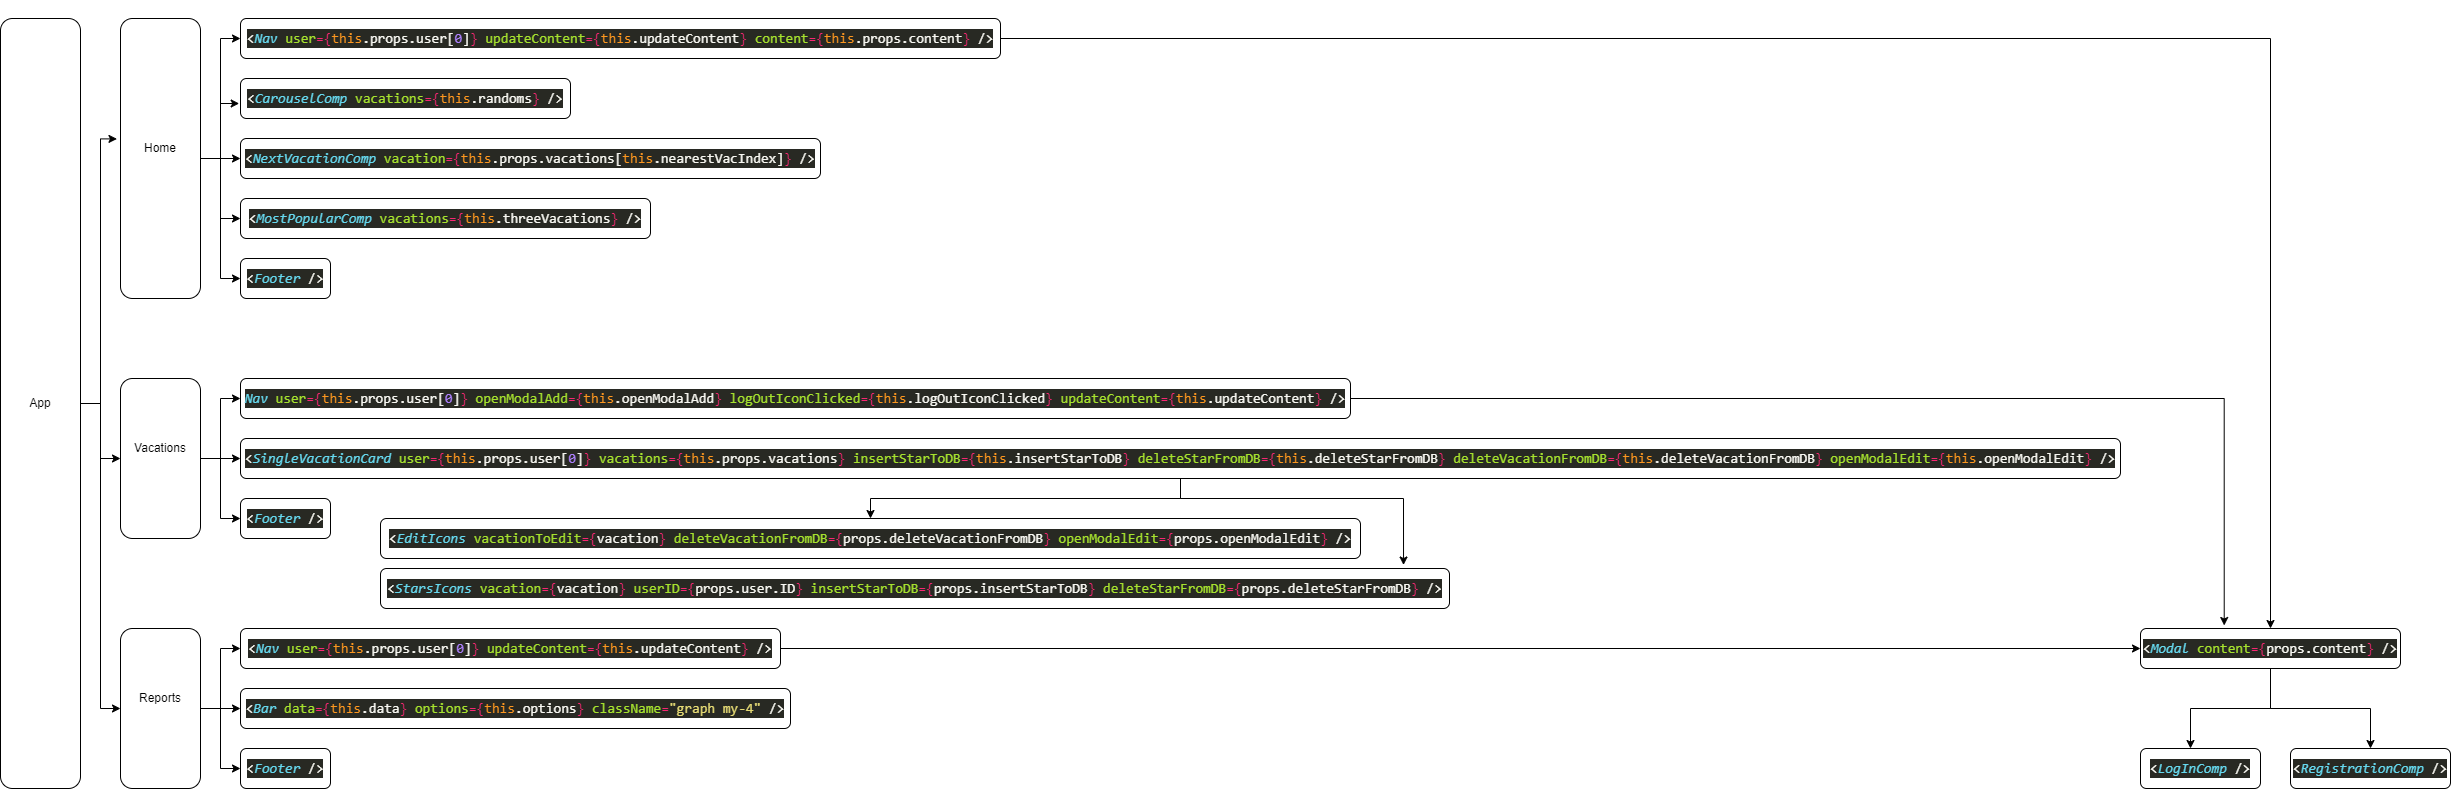 App
Home
<Nav user={this.props.user[0]} updateContent={this.updateContent} content={this.props.content} />
<CarouselComp vacations={this.randoms} />
<NextVacationComp vacation={this.props.vacations[this.nearestVacIndex]} />
<MostPopularComp vacations={this.threeVacations} />
<Footer />
Vacations
Nav user={this.props.user[0]} openModalAdd={this.openModalAdd} logOutIconClicked={this.logOutIconClicked} updateContent={this.updateContent} />
<SingleVacationCard user={this.props.user[0]} vacations={this.props.vacations} insertStarToDB={this.insertStarToDB} deleteStarFromDB={this.deleteStarFromDB} deleteVacationFromDB={this.deleteVacationFromDB} openModalEdit={this.openModalEdit} />
<Footer />
<EditIcons vacationToEdit={vacation} deleteVacationFromDB={props.deleteVacationFromDB} openModalEdit={props.openModalEdit} />
<StarsIcons vacation={vacation} userID={props.user.ID} insertStarToDB={props.insertStarToDB} deleteStarFromDB={props.deleteStarFromDB} />
Reports
<Nav user={this.props.user[0]} updateContent={this.updateContent} />
<Bar data={this.data} options={this.options} className="graph my-4" />
<Footer />
<Modal content={props.content} />
<LogInComp />
<RegistrationComp />